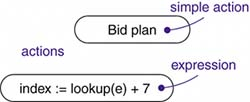 simple action
Bid plan
actions
expression
index := lookup(e) + 7